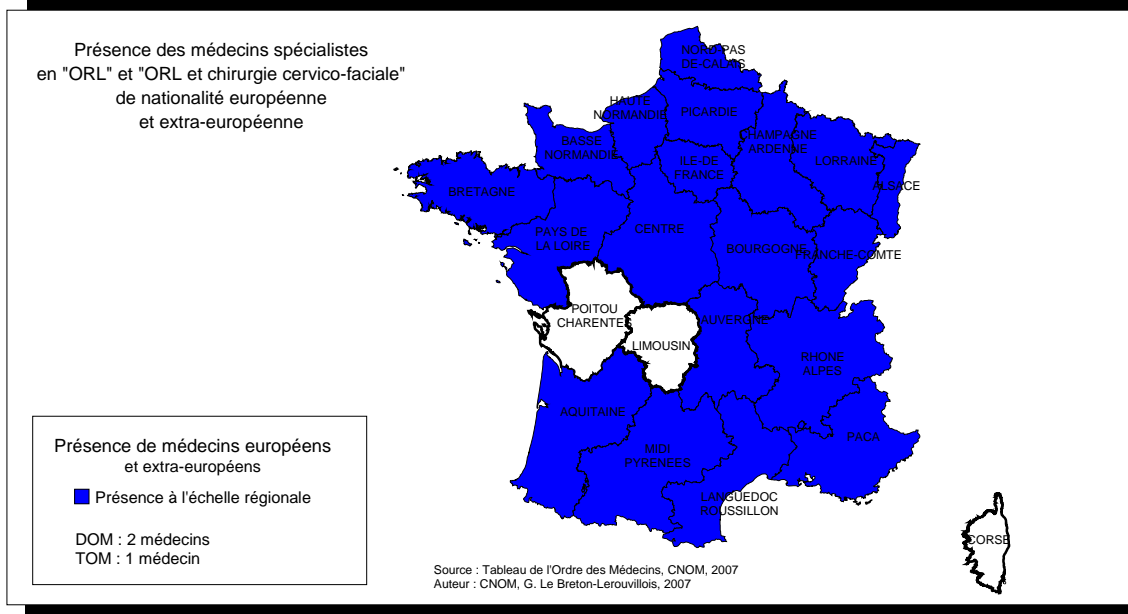 Présence des médecins spécialistes
en "ORL" et "ORL et chirurgie cervico-faciale"
de nationalité européenne
et extra-européenne
NORD-PAS
DE-CALAIS
HAUTE
NORMANDIE
PICARDIE
CHAMPAGNE
ARDENNE
BASSE
NORMANDIE
ILE DE
FRANCE
LORRAINE
ALSACE
BRETAGNE
PAYS DE
LA LOIRE
CENTRE
BOURGOGNE
FRANCHE-COMTE
POITOU
CHARENTES
LIMOUSIN
AUVERGNE
RHONE
ALPES
AQUITAINE
MIDI
PYRENEES
PACA
LANGUEDOC
ROUSSILLON
CORSE
Présence de médecins européens
et extra-européens
Présence à l'échelle régionale
DOM : 2 médecins
TOM : 1 médecin
Source : Tableau de l'Ordre des Médecins, CNOM, 2007
Auteur : CNOM, G. Le Breton-Lerouvillois, 2007